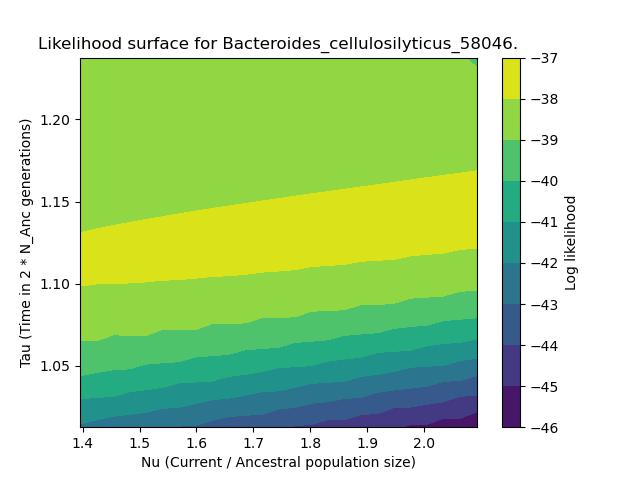 Likelihood surface for Bacteroides_cellulosilyticus_58046.
Tau (Time in 2 * N_Anc generations)
1.20
1.15
1.10
1.05
1.4 1.5 1.6 1.7 1.8 1.9 2.0
Nu (Current / Ancestral population size)
−37
−38
−39
−40
−41
−42
−43
−44
−45
−46
Log likelihood